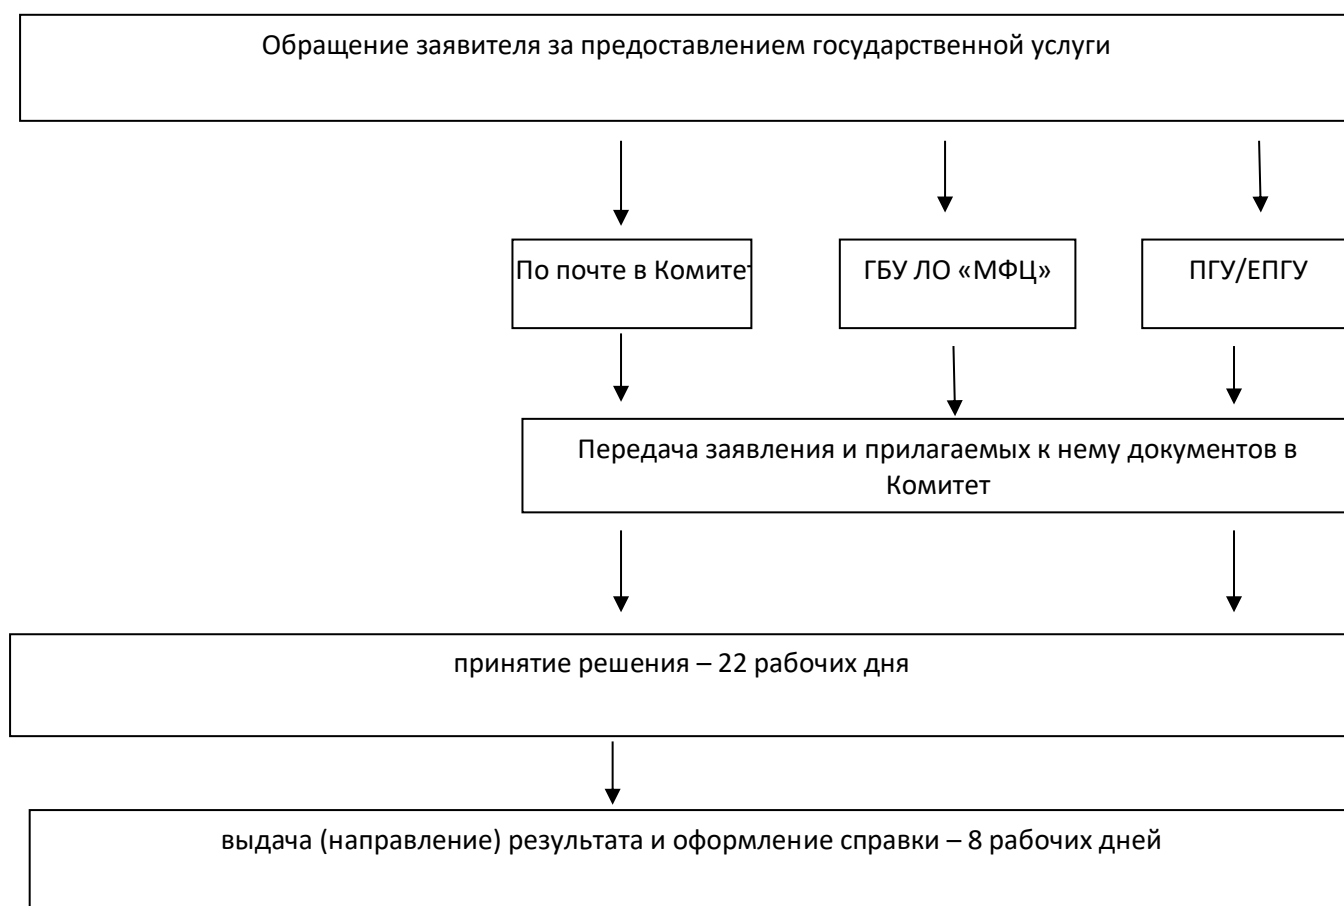 Обращение заявителя за предоставлением государственной услуги
По почте в Комитет
ГБУ ЛО «МФЦ»
ПГУ/ЕПГУ
Передача заявления и прилагаемых к нему документов в
Комитет
принятие решения – 22 рабочих дня
выдача (направление) результата и оформление справки – 8 рабочих дней